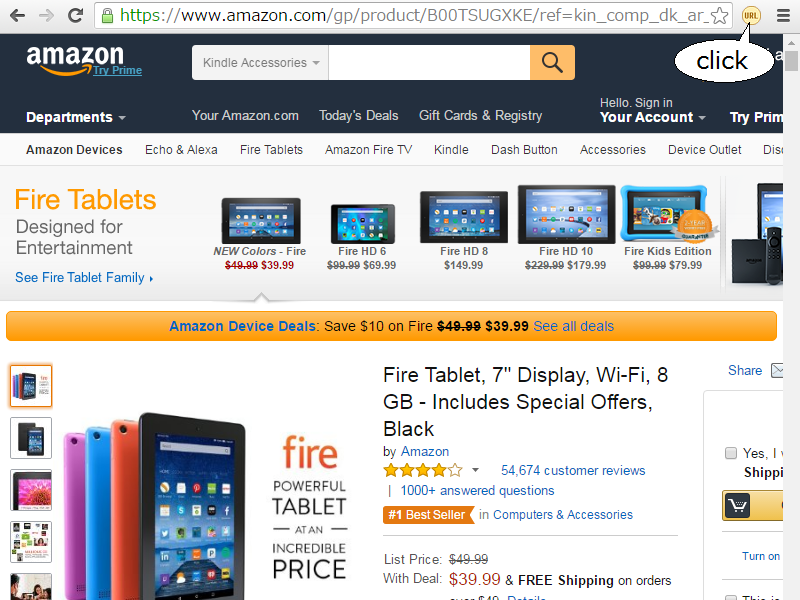 https://www.amazon.com/gp/product/B00TSUGXKE/ref=kin_comp_dk_ar_
URL
click
amazon
Try Prime
Kindle Accessories
Departments
Your Amazon.com Today's Deals Gift Cards & Registry
Hello. Sign in
Your Account
Try Prim
Amazon Devices Echo & Alexa Fire Tablets Amazon Fire TV Kindle Dash Button Accessories Device Outlet Disc
Fire Tablets
Designed for
Entertainment
See Fire Tablet Family
NEW Colors - Fire
$49.99 $39.99
Fire HD 6
$99.99 $69.99
Fire HD 8
$149.99
Fire HD 10
$229.99 $179.99
Fire Kids Edition
$99.99 $79.99
Amazon Device Deals: Save $10 on Fire $49.99 $39.99 See all deals
fire
POWERFUL
TABLET
AT AN
INCREDIBLE
PRICE
Fire Tablet, 7" Display, Wi-Fi, 8
GB - Includes Special Offers,
Black
by Amazon
54,674 customer reviews
| 1000+ answered questions
#1 Best Seller in Computers & Accessories
List Price: $49.99
With Deal: $39.99 & FREE Shipping on orders
over $49. Details
Share
Yes, I
Shippi
Turn on
This